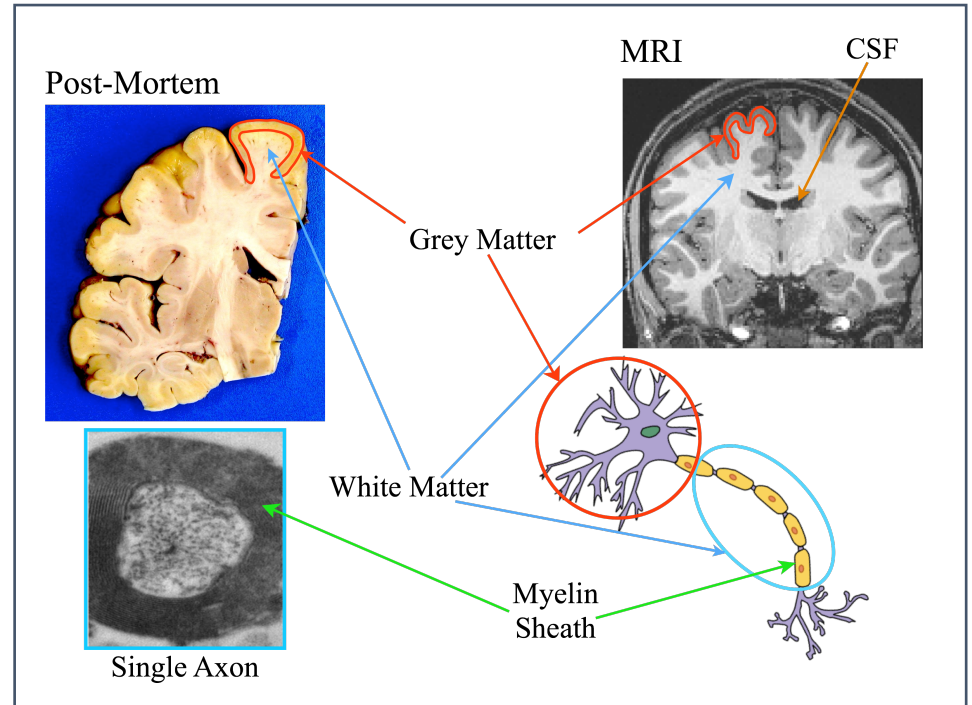 MRI
CSF
Post-Mortem
Grey Matter
White Matter
Myelin
Sheath
Single Axon